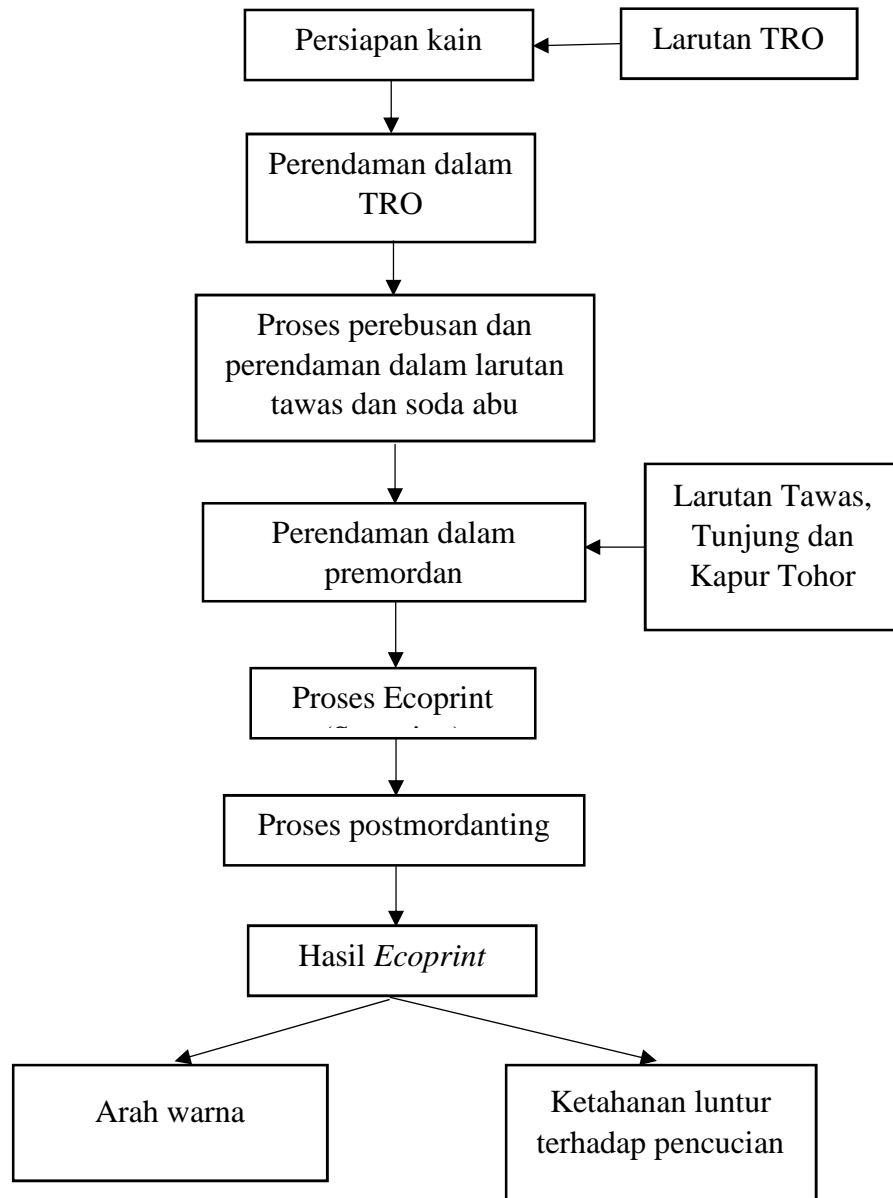 Persiapan kain
Larutan TRO
Perendaman dalam
TRO
Proses perebusan dan
perendaman dalam larutan
tawas dan soda abu
Larutan Tawas,
Tunjung dan
Kapur Tohor
Perendaman dalam
premordan
Proses Ecoprint
Proses postmordanting
Hasil Ecoprint
Arah warna
Ketahanan luntur
terhadap pencucian